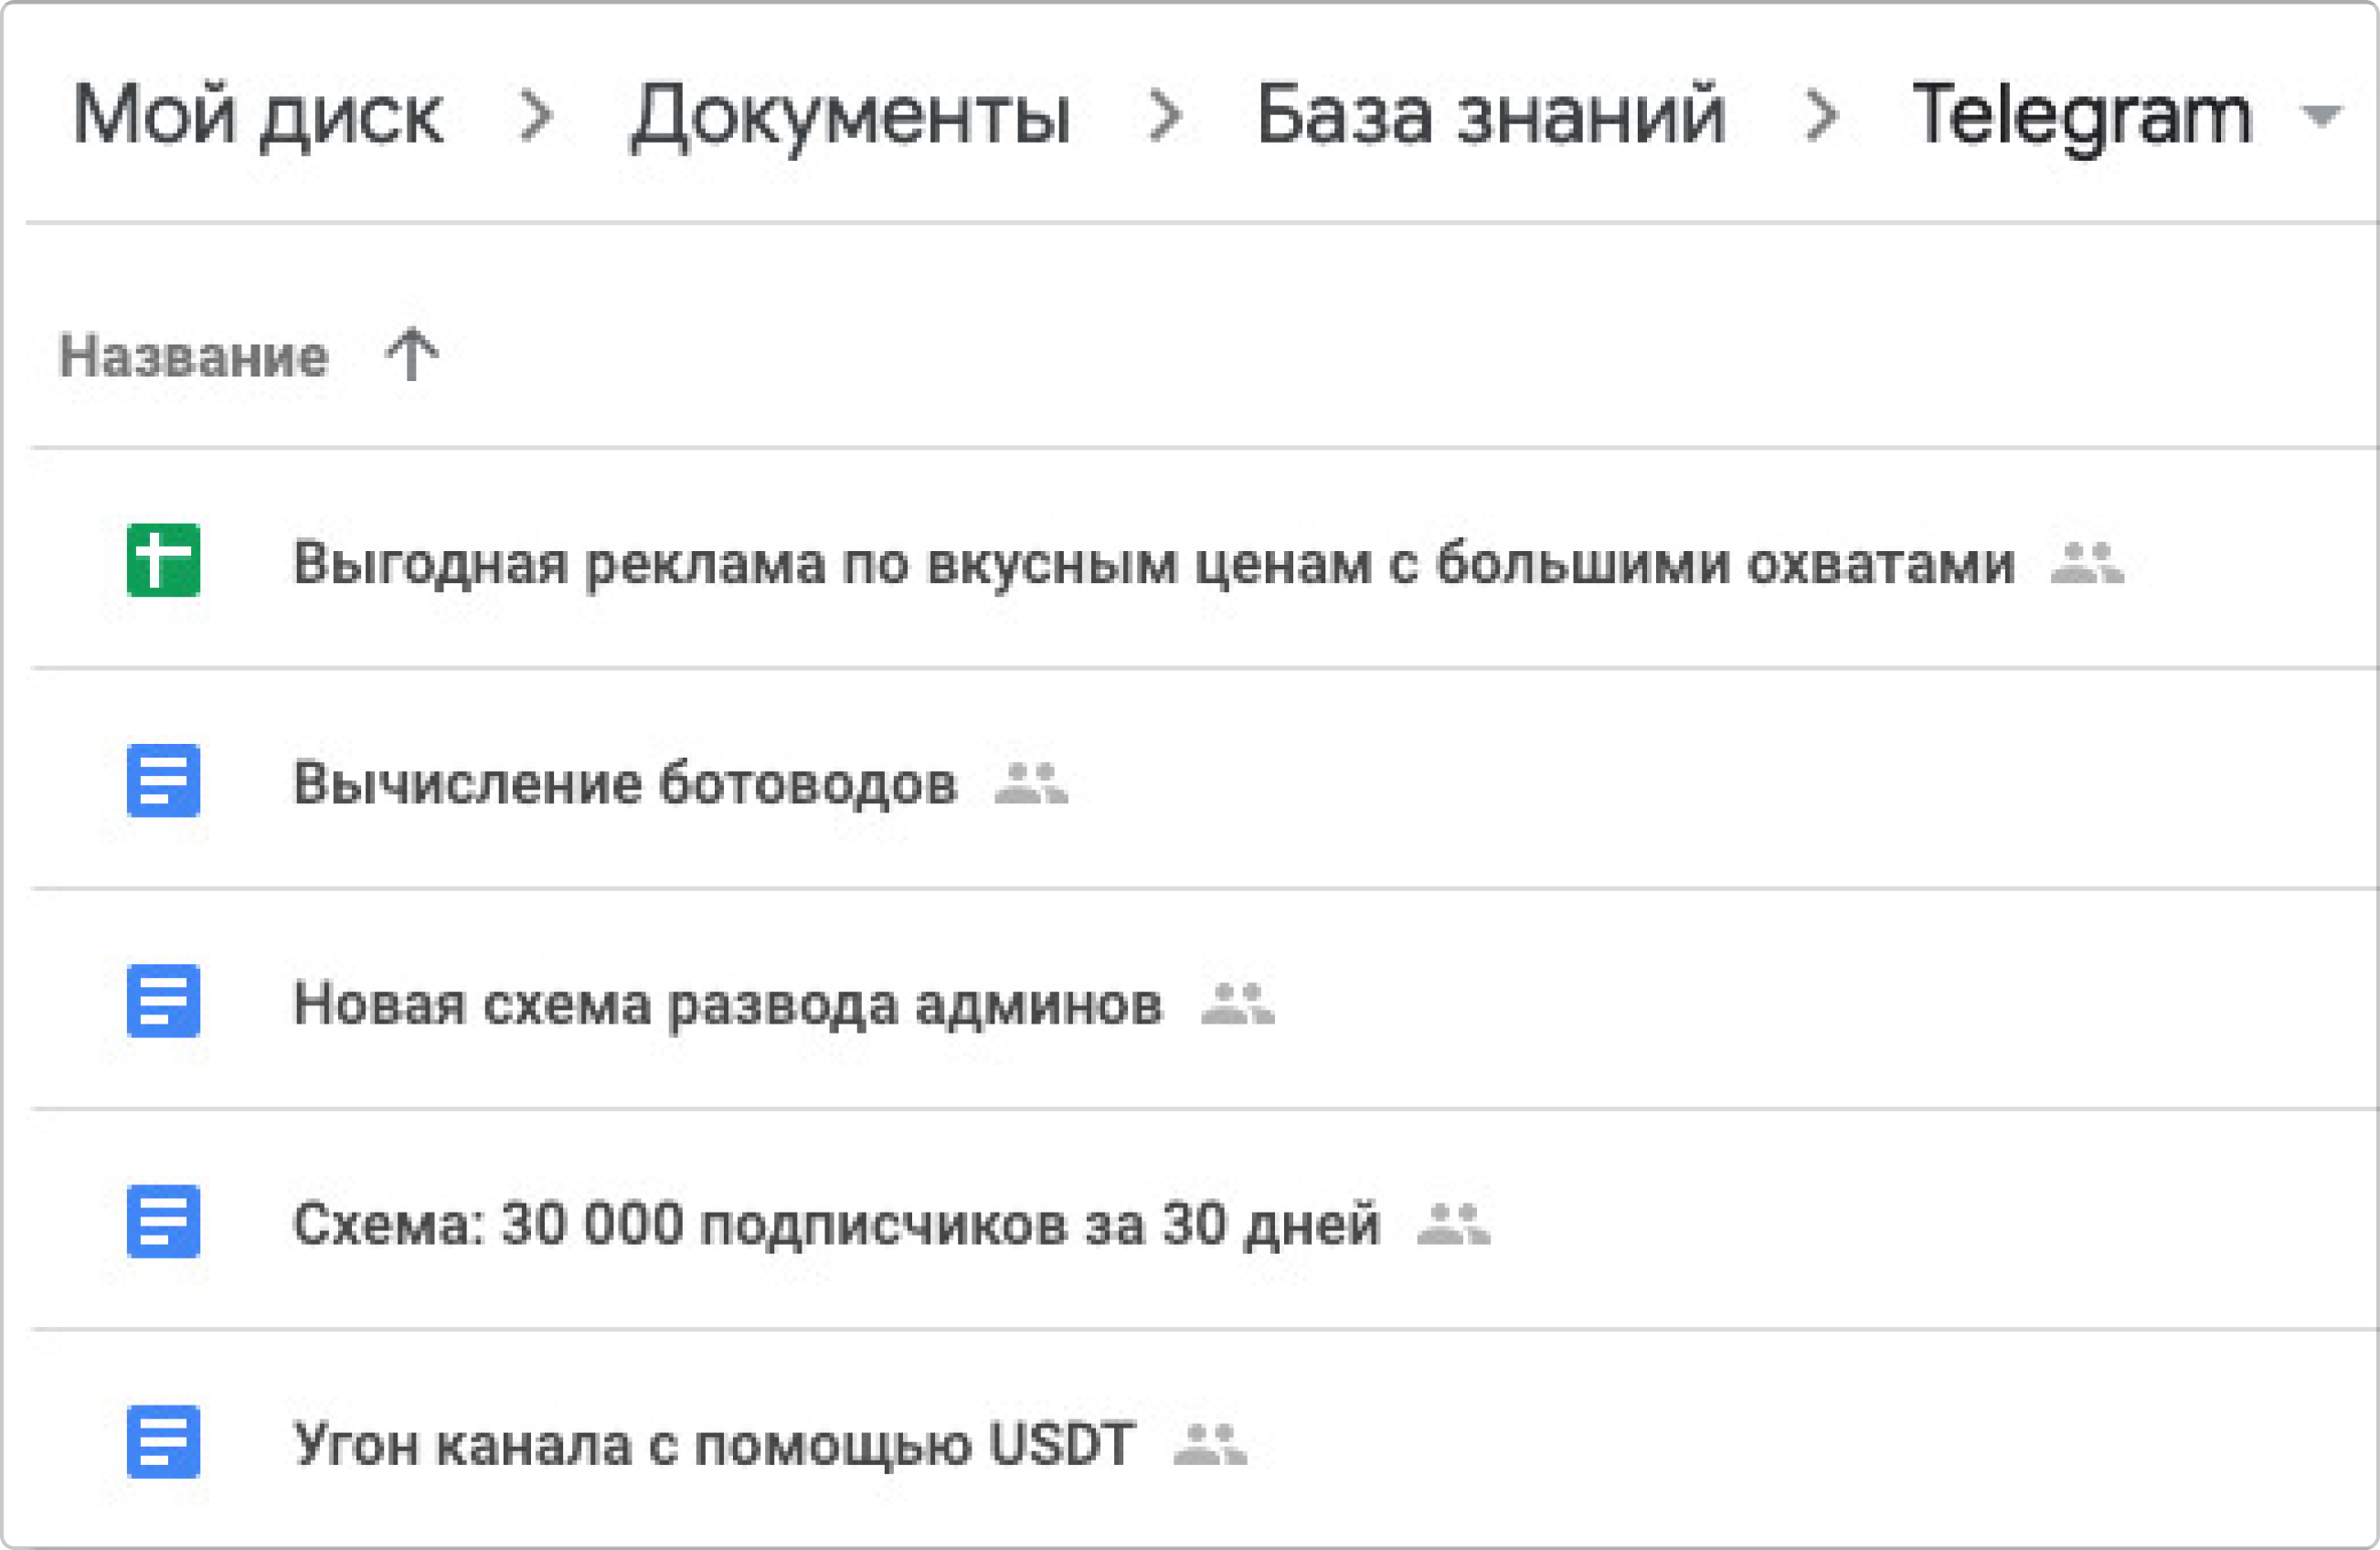 Мой диск > Документы > База знаний > Telegram
Название
Выгодная реклама по вкусным ценам с большими охватами
Вычисление ботоводов
Новая схема развода админов
Схема: 30 000 подписчиков за 30 дней
Угон канала с помощью USDT